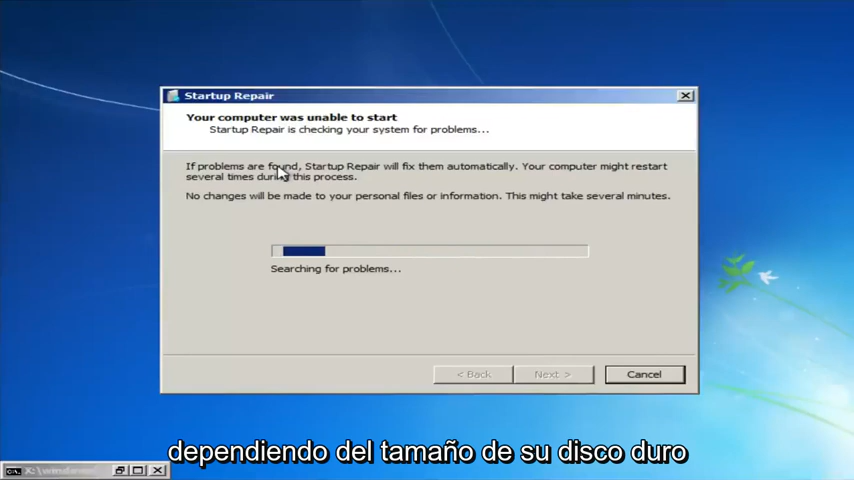 Startup Repair
Your computer was unable to start
Startup Repair is checking your system for problems...
If problems are found, Startup Repair will fix them automatically. Your computer might restart
several times during this process.
No changes will be made to your personal files or information. This might take several minutes.
Searching for problems...
< Back
Next >
Cancel
dependiendo del tamaño de su disco duro